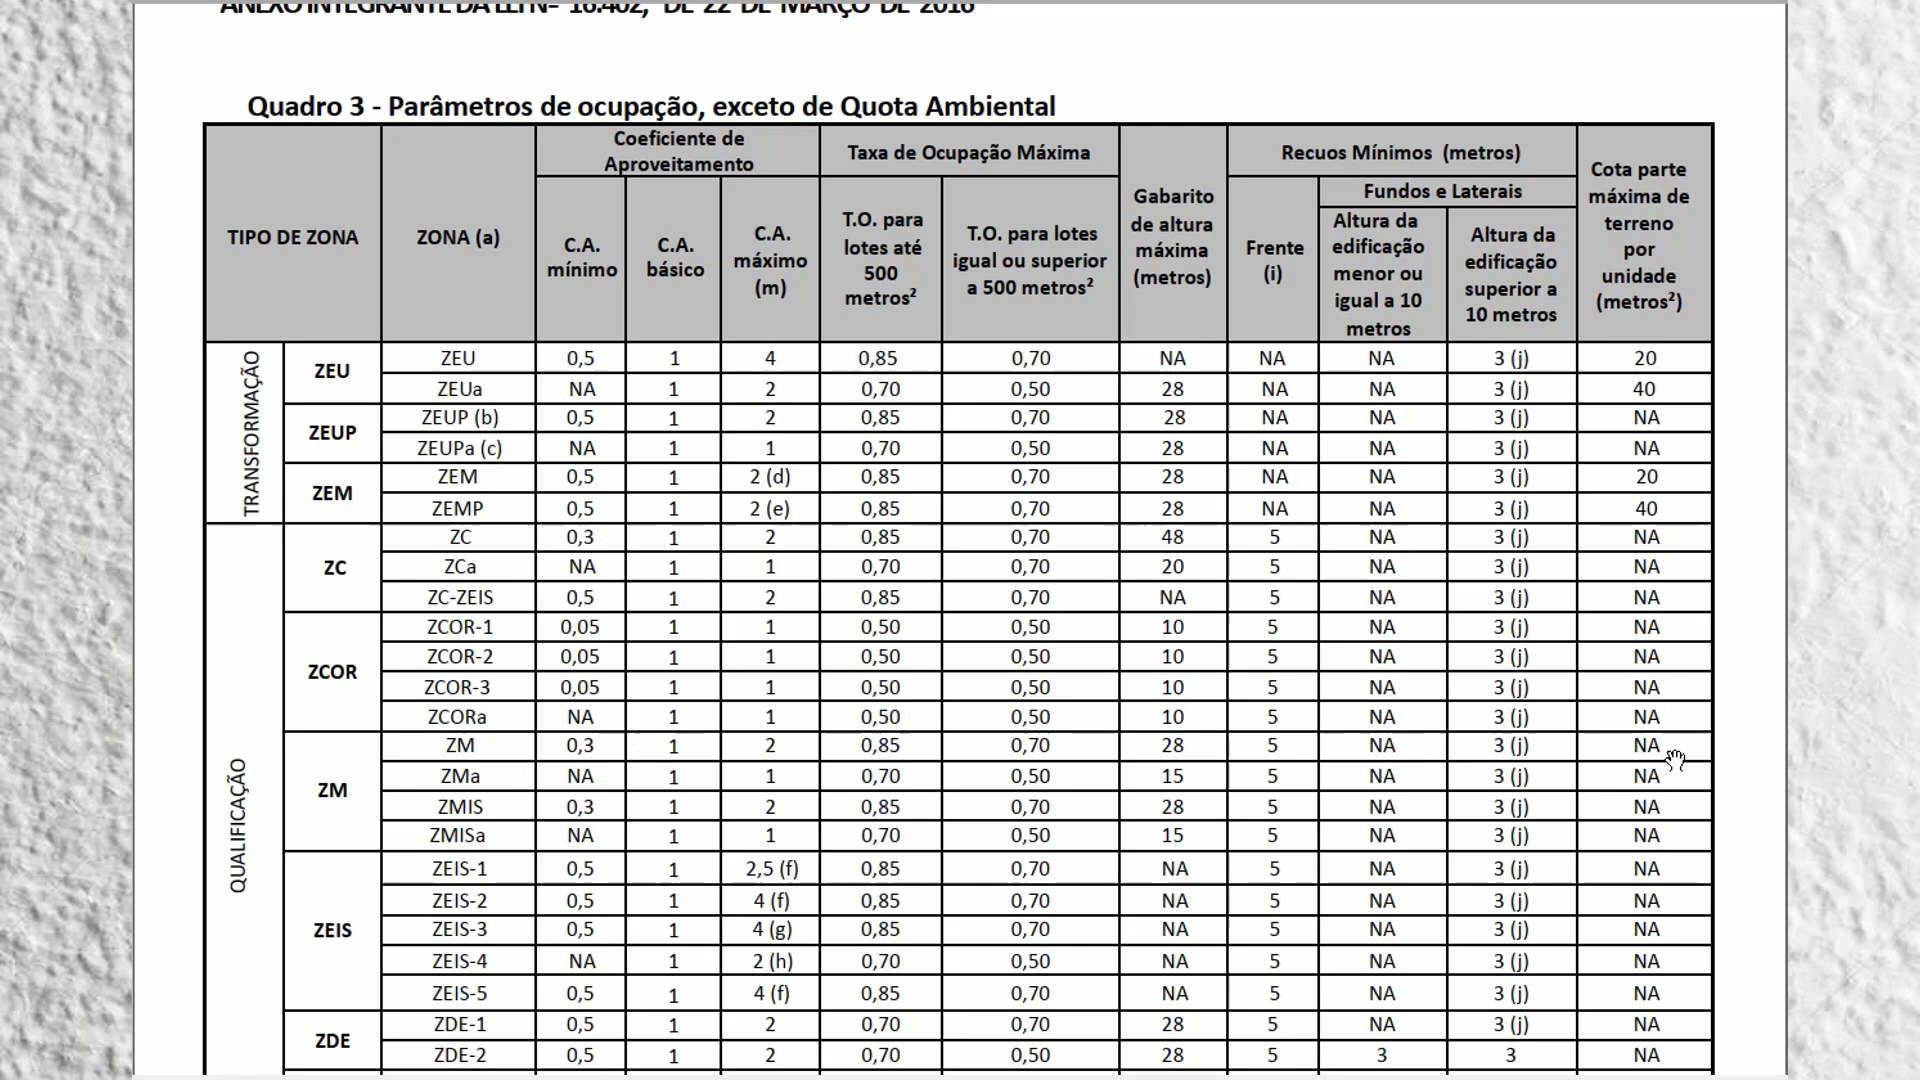 ANEXO INTEGRANTE DA LEI Nº 16.402, DE 22 DE MARÇO DE 2016
Quadro 3 - Parâmetros de ocupação, exceto de Quota Ambiental
TIPO DE ZONA
ZONA (a)
Coeficiente de
Aproveitamento
C.A.
mínimo
C.A.
básico
C.A.
máximo
(m)
Taxa de Ocupação Máxima
T.O. para
lotes até
500
metros²
T.O. para lotes
igual ou superior
a 500 metros²
Gabarito
de altura
máxima
(metros)
Recuos Mínimos (metros)
Frente
(i)
Fundos e Laterais
Altura da
edificação
menor ou
igual a 10
metros
Altura da
edificação
superior a
10 metros
Cota parte
máxima de
terreno
por
unidade
(metros²)
TRANSFORMAÇÃO
ZEU
ZEU 0,5 1 4 0,85 0,70 NA NA NA 3 (j) 20
ZEUa NA 1 2 0,70 0,50 28 NA NA 3 (j) 40
ZEUP
ZEUP (b) 0,5 1 2 0,85 0,70 28 NA NA 3 (j) NA
ZEUPa (c) NA 1 1 0,70 0,50 28 NA NA 3 (j) NA
ZEM
ZEM 0,5 1 2 (d) 0,85 0,70 28 NA NA 3 (j) 20
ZEMP 0,5 1 2 (e) 0,85 0,70 28 NA NA 3 (j) 40
QUALIFICAÇÃO
ZC
ZC 0,3 1 2 0,85 0,70 48 5 NA 3 (j) NA
ZCa NA 1 1 0,70 0,70 20 5 NA 3 (j) NA
ZC-ZEIS 0,5 1 2 0,85 0,70 NA 5 NA 3 (j) NA
ZCOR
ZCOR-1 0,05 1 1 0,50 0,50 10 5 NA 3 (j) NA
ZCOR-2 0,05 1 1 0,50 0,50 10 5 NA 3 (j) NA
ZCOR-3 0,05 1 1 0,50 0,50 10 5 NA 3 (j) NA
ZCORa NA 1 1 0,50 0,50 10 5 NA 3 (j) NA
ZM
ZM 0,3 1 2 0,85 0,70 28 5 NA 3 (j) NA
ZMa NA 1 1 0,70 0,50 15 5 NA 3 (j) NA
ZMIS 0,3 1 2 0,85 0,70 28 5 NA 3 (j) NA
ZMISa NA 1 1 0,70 0,50 15 5 NA 3 (j) NA
ZEIS
ZEIS-1 0,5 1 2,5 (f) 0,85 0,70 NA 5 NA 3 (j) NA
ZEIS-2 0,5 1 4 (f) 0,85 0,70 NA 5 NA 3 (j) NA
ZEIS-3 0,5 1 4 (g) 0,85 0,70 NA 5 NA 3 (j) NA
ZEIS-4 NA 1 2 (h) 0,70 0,50 NA 5 NA 3 (j) NA
ZEIS-5 0,5 1 4 (f) 0,85 0,70 NA 5 NA 3 (j) NA
ZDE
ZDE-1 0,5 1 2 0,70 0,70 28 5 NA 3 (j) NA
ZDE-2 0,5 1 2 0,70 0,50 28 5 3 3 NA